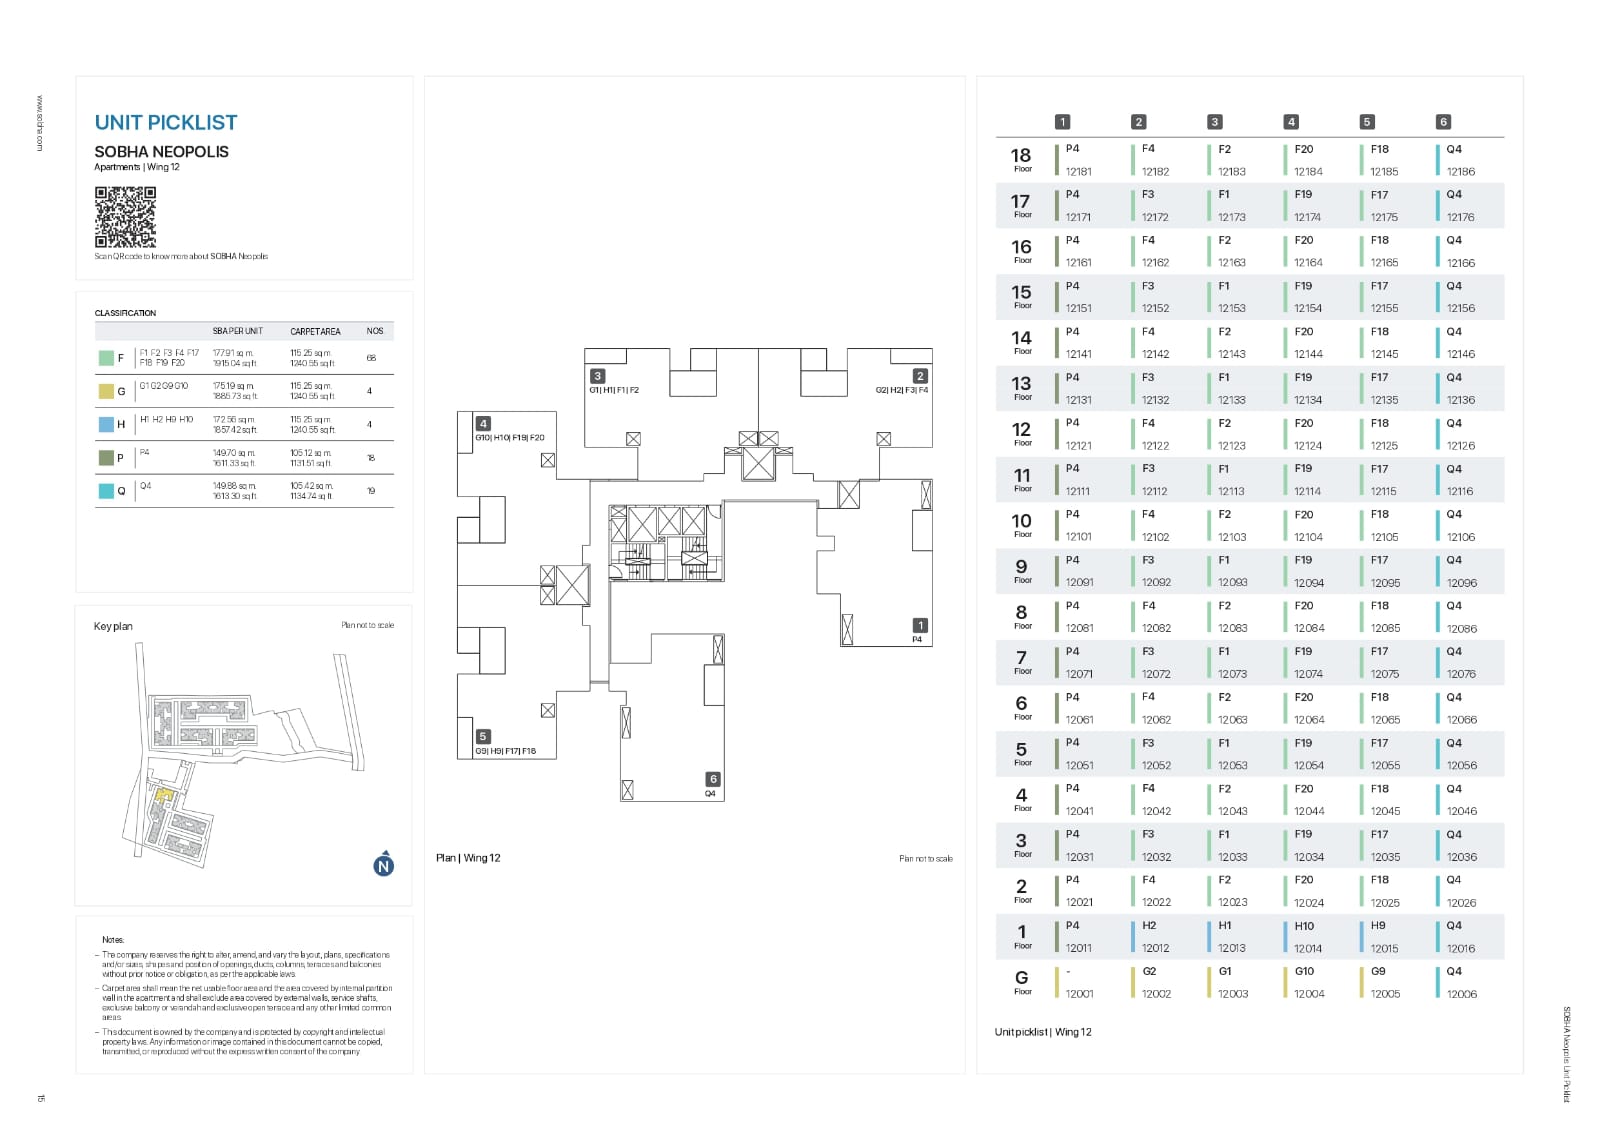 www.sobha.com
UNIT PICKLIST
SOBHA NEOPOLIS
Apartments | Wing 12
Scan QR code to know more about SOBHA Neopolis
CLASSIFICATION
SBA PER UNIT CARPET AREA NOS
F F1 F2 F3 F4 F17 177.91 sq m. 115.25 sq m. 68
F18 F19 F20 1915.04 sq ft. 1240.55 sq ft.
G G1 G2 G9 G10 175.19 sq m. 115.25 sq m. 4
1885.73 sq ft. 1240.55 sq ft.
H H1 H2 H9 H10 172.56 sq m. 115.25 sq m. 4
1857.42 sq ft. 1240.55 sq ft.
P P4 149.70 sq m. 105.12 sq m. 18
1611.33 sq ft. 1131.51 sq ft.
Q Q4 149.88 sq m. 105.42 sq m. 19
1613.30 sq ft. 1134.74 sq ft.
Key plan
Plan not to scale
N
Notes:
– The company reserves the right to alter, amend, and vary the layout, plans, specifications
and/or sizes, shapes and position of openings, ducts, columns, terraces and balconies
without prior notice or obligation, as per the applicable laws.
– Carpet area shall mean the net usable floor area and the area covered by internal partition
wall in the apartment and shall exclude area covered by external walls, service shafts,
exclusive balcony or verandah and exclusive open terrace and any other limited common
areas.
– This document is owned by the company and is protected by copyright and intellectual
property laws. Any information or image contained in this document cannot be copied,
transmitted, or reproduced without the express written consent of the company.
15
3
G1| H1| F1| F2
2
G2| H2| F3| F4
4
G10| H10| F19| F20
1
P4
5
G9| H9| F17| F18
6
Q4
Plan | Wing 12
Plan not to scale
1 2 3 4 5 6
18 P4 F4 F2 F20 F18 Q4
Floor 12181 12182 12183 12184 12185 12186
17 P4 F3 F1 F19 F17 Q4
Floor 12171 12172 12173 12174 12175 12176
16 P4 F4 F2 F20 F18 Q4
Floor 12161 12162 12163 12164 12165 12166
15 P4 F3 F1 F19 F17 Q4
Floor 12151 12152 12153 12154 12155 12156
14 P4 F4 F2 F20 F18 Q4
Floor 12141 12142 12143 12144 12145 12146
13 P4 F3 F1 F19 F17 Q4
Floor 12131 12132 12133 12134 12135 12136
12 P4 F4 F2 F20 F18 Q4
Floor 12121 12122 12123 12124 12125 12126
11 P4 F3 F1 F19 F17 Q4
Floor 12111 12112 12113 12114 12115 12116
10 P4 F4 F2 F20 F18 Q4
Floor 12101 12102 12103 12104 12105 12106
9 P4 F3 F1 F19 F17 Q4
Floor 12091 12092 12093 12094 12095 12096
8 P4 F4 F2 F20 F18 Q4
Floor 12081 12082 12083 12084 12085 12086
7 P4 F3 F1 F19 F17 Q4
Floor 12071 12072 12073 12074 12075 12076
6 P4 F4 F2 F20 F18 Q4
Floor 12061 12062 12063 12064 12065 12066
5 P4 F3 F1 F19 F17 Q4
Floor 12051 12052 12053 12054 12055 12056
4 P4 F4 F2 F20 F18 Q4
Floor 12041 12042 12043 12044 12045 12046
3 P4 F3 F1 F19 F17 Q4
Floor 12031 12032 12033 12034 12035 12036
2 P4 F4 F2 F20 F18 Q4
Floor 12021 12022 12023 12024 12025 12026
1 P4 H2 H1 H10 H9 Q4
Floor 12011 12012 12013 12014 12015 12016
G - G2 G1 G10 G9 Q4
Floor 12001 12002 12003 12004 12005 12006
Unit picklist | Wing 12
SOBHA Neopolis Unit Picklist